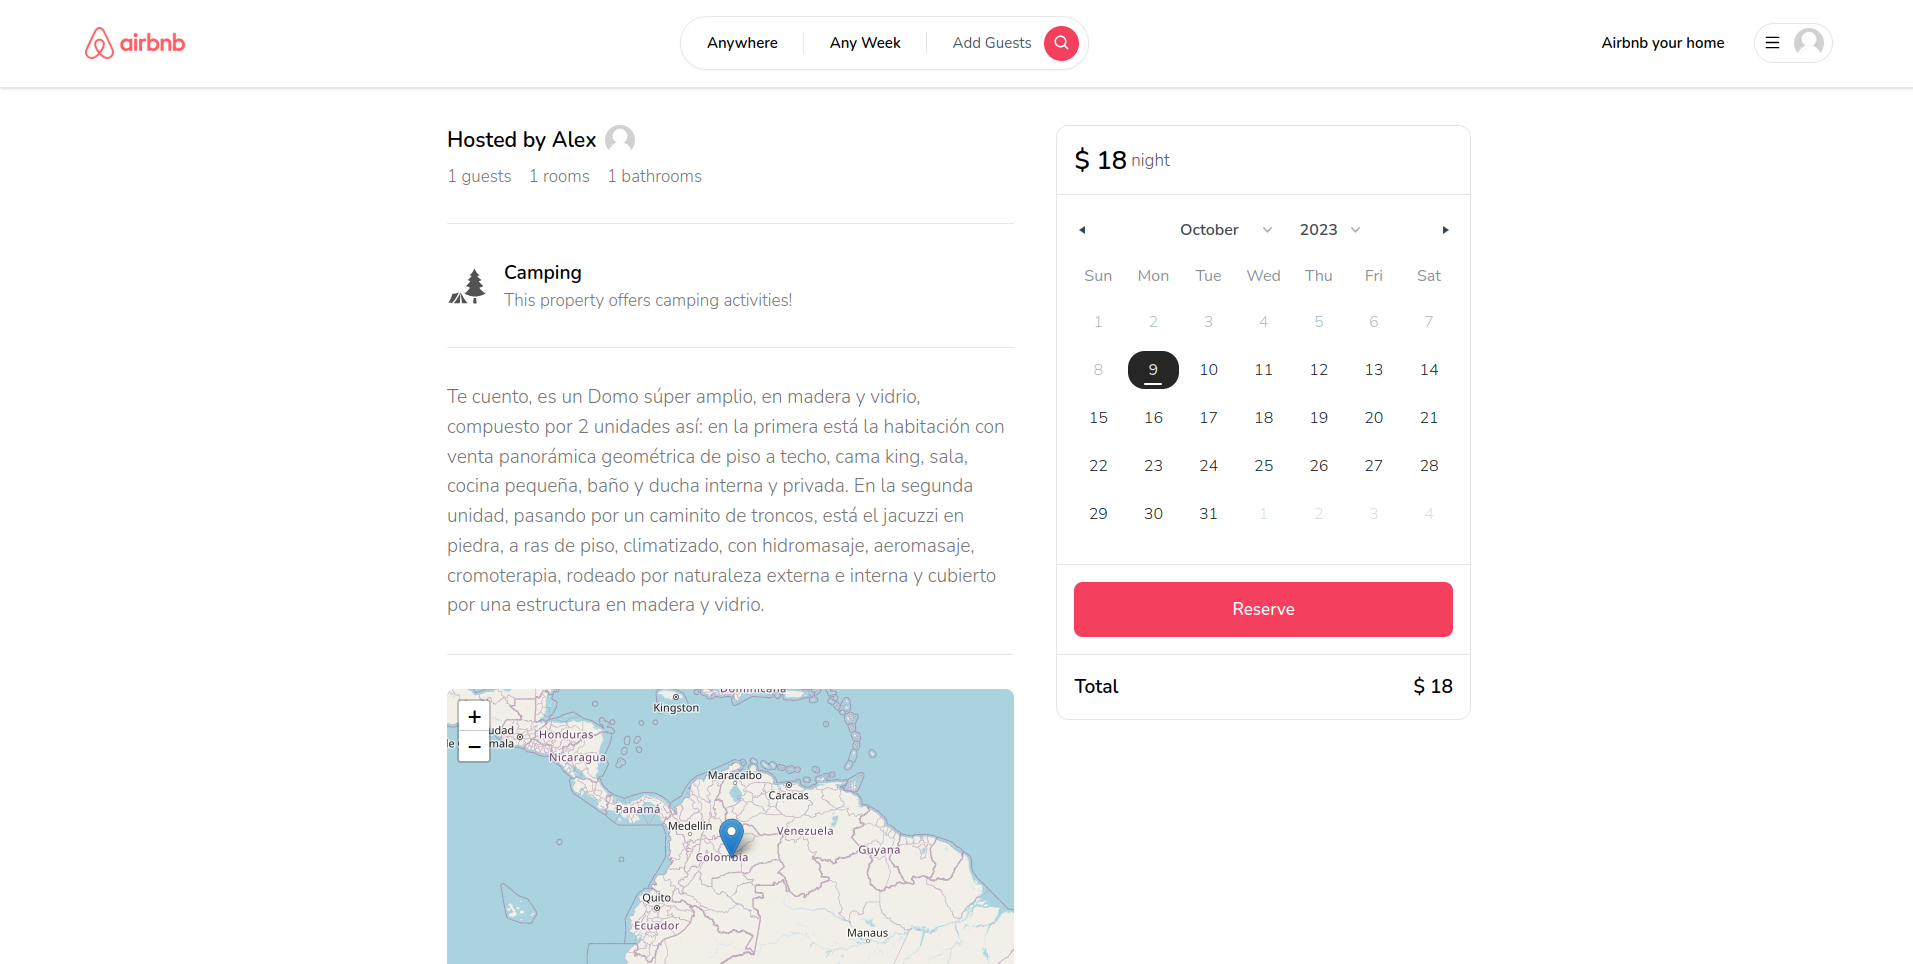 airbnb
Anywhere
Any Week
Add Guests
Airbnb your home
Hosted by Alex
1 guests 1 rooms 1 bathrooms
Camping
This property offers camping activities!
Te cuento, es un Domo súper amplio, en madera y vidrio,
compuesto por 2 unidades así: en la primera está la habitación con
venta panorámica geométrica de piso a techo, cama king, sala,
cocina pequeña, baño y ducha interna y privada. En la segunda
unidad, pasando por un caminito de troncos, está el jacuzzi en
piedra, a ras de piso, climatizado, con hidromasaje, aeromasaje,
cromoterapia, rodeado por naturaleza externa e interna y cubierto
por una estructura en madera y vidrio.
+
−
Dominicana
Kingston
Honduras
Nicaragua
Maracaibo
Caracas
Panamá
Medellín
Venezuela
Colombia
Guyana
Quito
Ecuador
Manaus
$ 18 night
October 2023
Sun Mon Tue Wed Thu Fri Sat
1 2 3 4 5 6 7
8 9 10 11 12 13 14
15 16 17 18 19 20 21
22 23 24 25 26 27 28
29 30 31 1 2 3 4
Reserve
Total $ 18